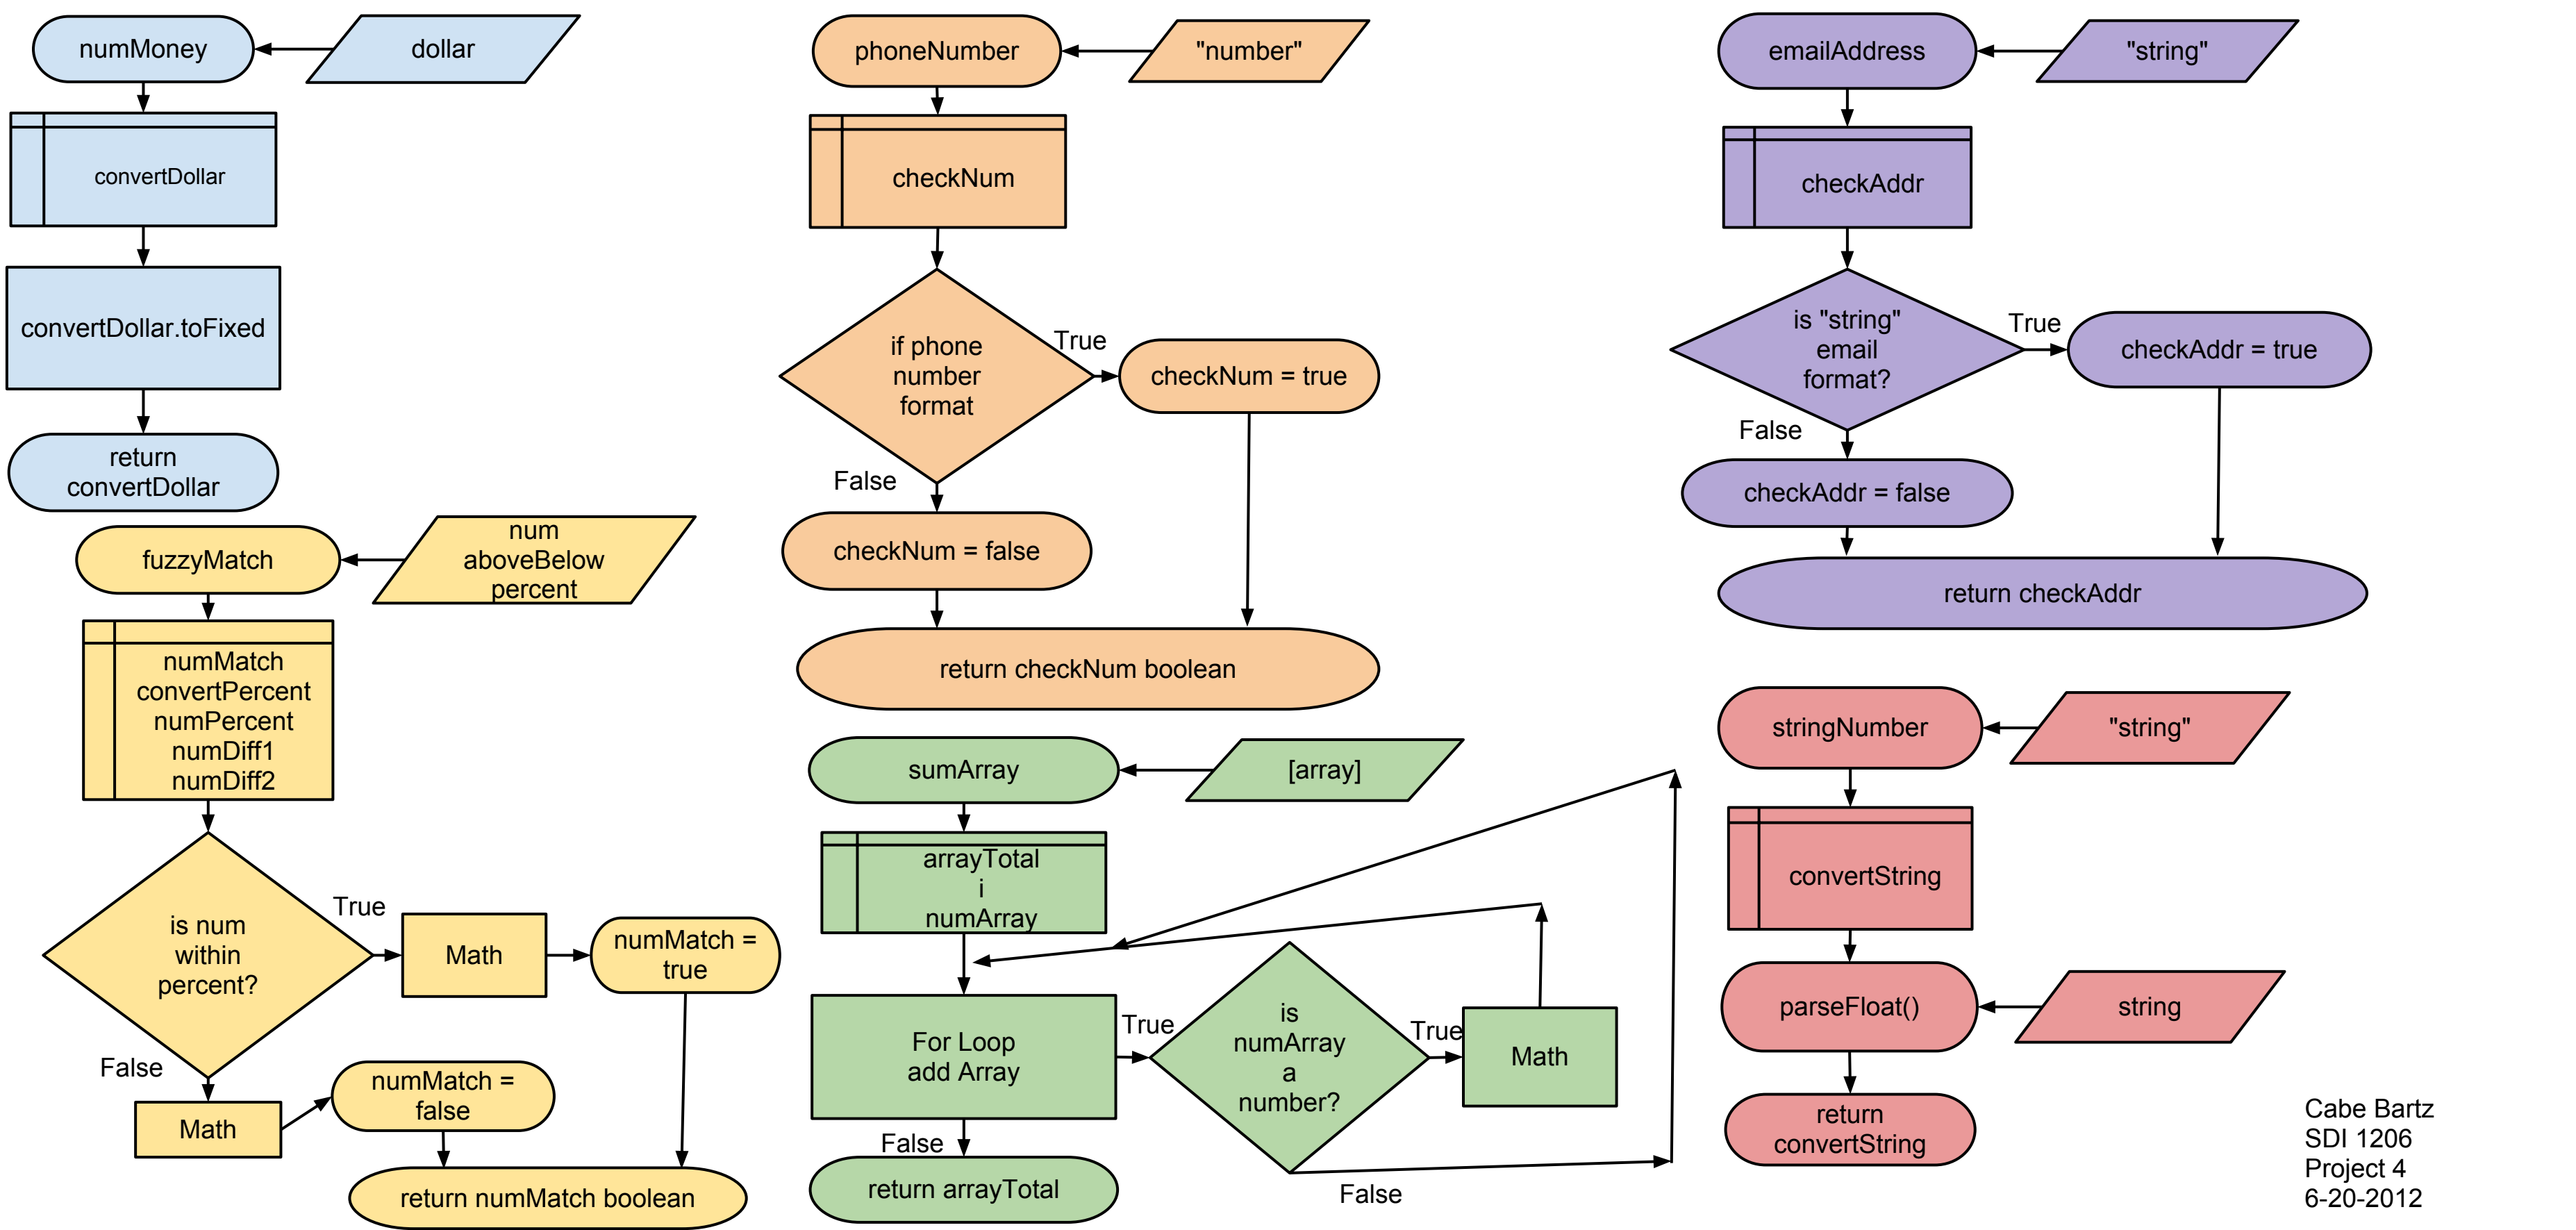 numMoney
dollar
convertDollar
convertDollar.toFixed
return
convertDollar
fuzzyMatch
num
aboveBelow
percent
numMatch
convertPercent
numPercent
numDiff1
numDiff2
is num
within
percent?
True
Math
numMatch =
true
False
Math
numMatch =
false
return numMatch boolean
phoneNumber
"number"
checkNum
if phone
number
format
True
checkNum = true
False
checkNum = false
return checkNum boolean
sumArray
[array]
arrayTotal
i
numArray
For Loop
add Array
True
is
numArray
a
number?
True
Math
False
return arrayTotal
False
emailAddress
"string"
checkAddr
is "string"
email
format?
True
checkAddr = true
False
checkAddr = false
return checkAddr
stringNumber
"string"
convertString
parseFloat()
string
return
convertString
Cabe Bartz
SDI 1206
Project 4
6-20-2012